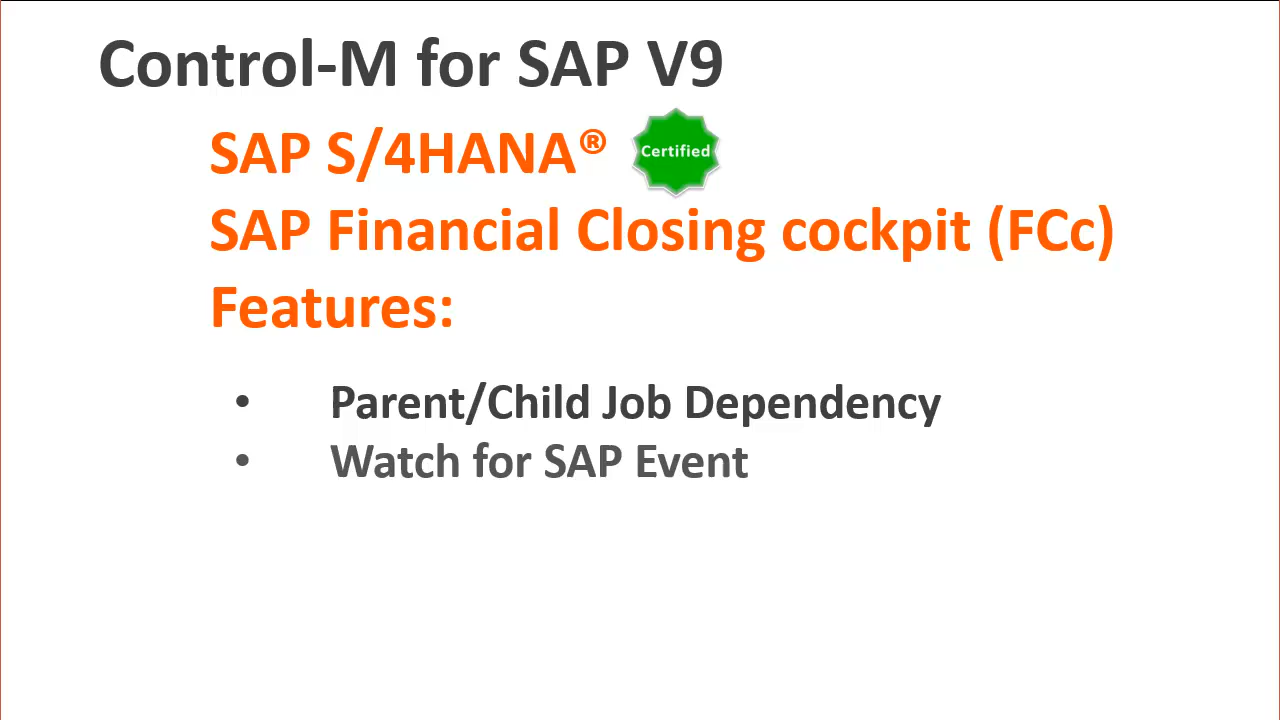 Control-M for SAP V9
SAP S/4HANA® Certified
SAP Financial Closing cockpit (FCc)
Features:
• Parent/Child Job Dependency
• Watch for SAP Event